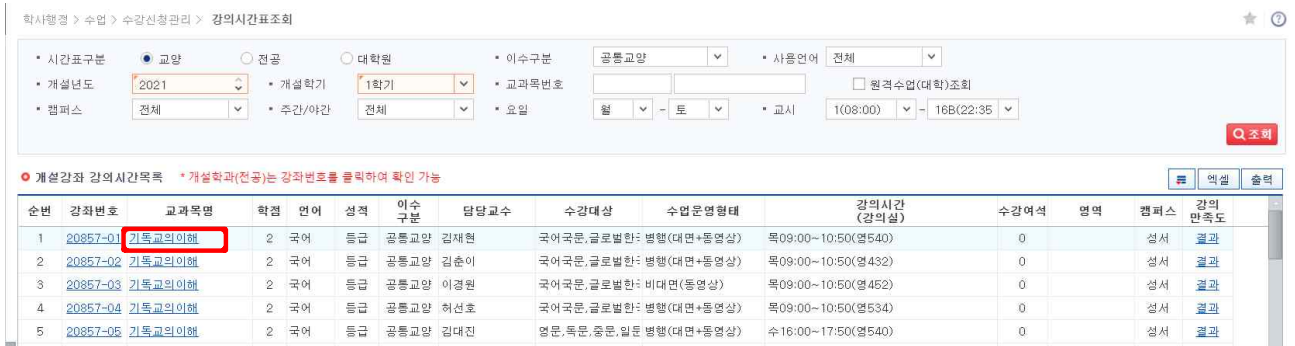 학사행정 > 수업 > 수강신청관리 > 강의시간표조회
시간표구분 교양 전공 대학원 이수구분 공통교양 사용언어 전체
개설년도 2021 개설학기 1학기 교과목번호 원격수업(대학)조회
캠퍼스 전체 주간/야간 전체 요일 월 - 토 교시 1(08:00) - 16B(22:35
조회
개설강좌 강의시간목록 * 개설학과(전공)는 강좌번호를 클릭하여 확인 가능 엑셀 출력
순번 강좌번호 교과목명 학점 언어 성적 이수구분 담당교수 수강대상 수업운영형태 강의시간(강의실) 수강여석 영역 캠퍼스 강의만족도
1 20857-01 기독교의이해 2 국어 등급 공통교양 김재현 국어국문,글로벌한국 병행(대면+동영상) 목09:00~10:50(영540) 0 성서 결과
2 20857-02 기독교의이해 2 국어 등급 공통교양 김춘이 국어국문,글로벌한국 병행(대면+동영상) 목09:00~10:50(영432) 0 성서 결과
3 20857-03 기독교의이해 2 국어 등급 공통교양 이경원 국어국문,글로벌한국 비대면(동영상) 목09:00~10:50(영452) 0 성서 결과
4 20857-04 기독교의이해 2 국어 등급 공통교양 허선호 국어국문,글로벌한국 병행(대면+동영상) 목09:00~10:50(영534) 0 성서 결과
5 20857-05 기독교의이해 2 국어 등급 공통교양 김대진 영문,독문,중문,일문 병행(대면+동영상) 수16:00~17:50(영540) 0 성서 결과